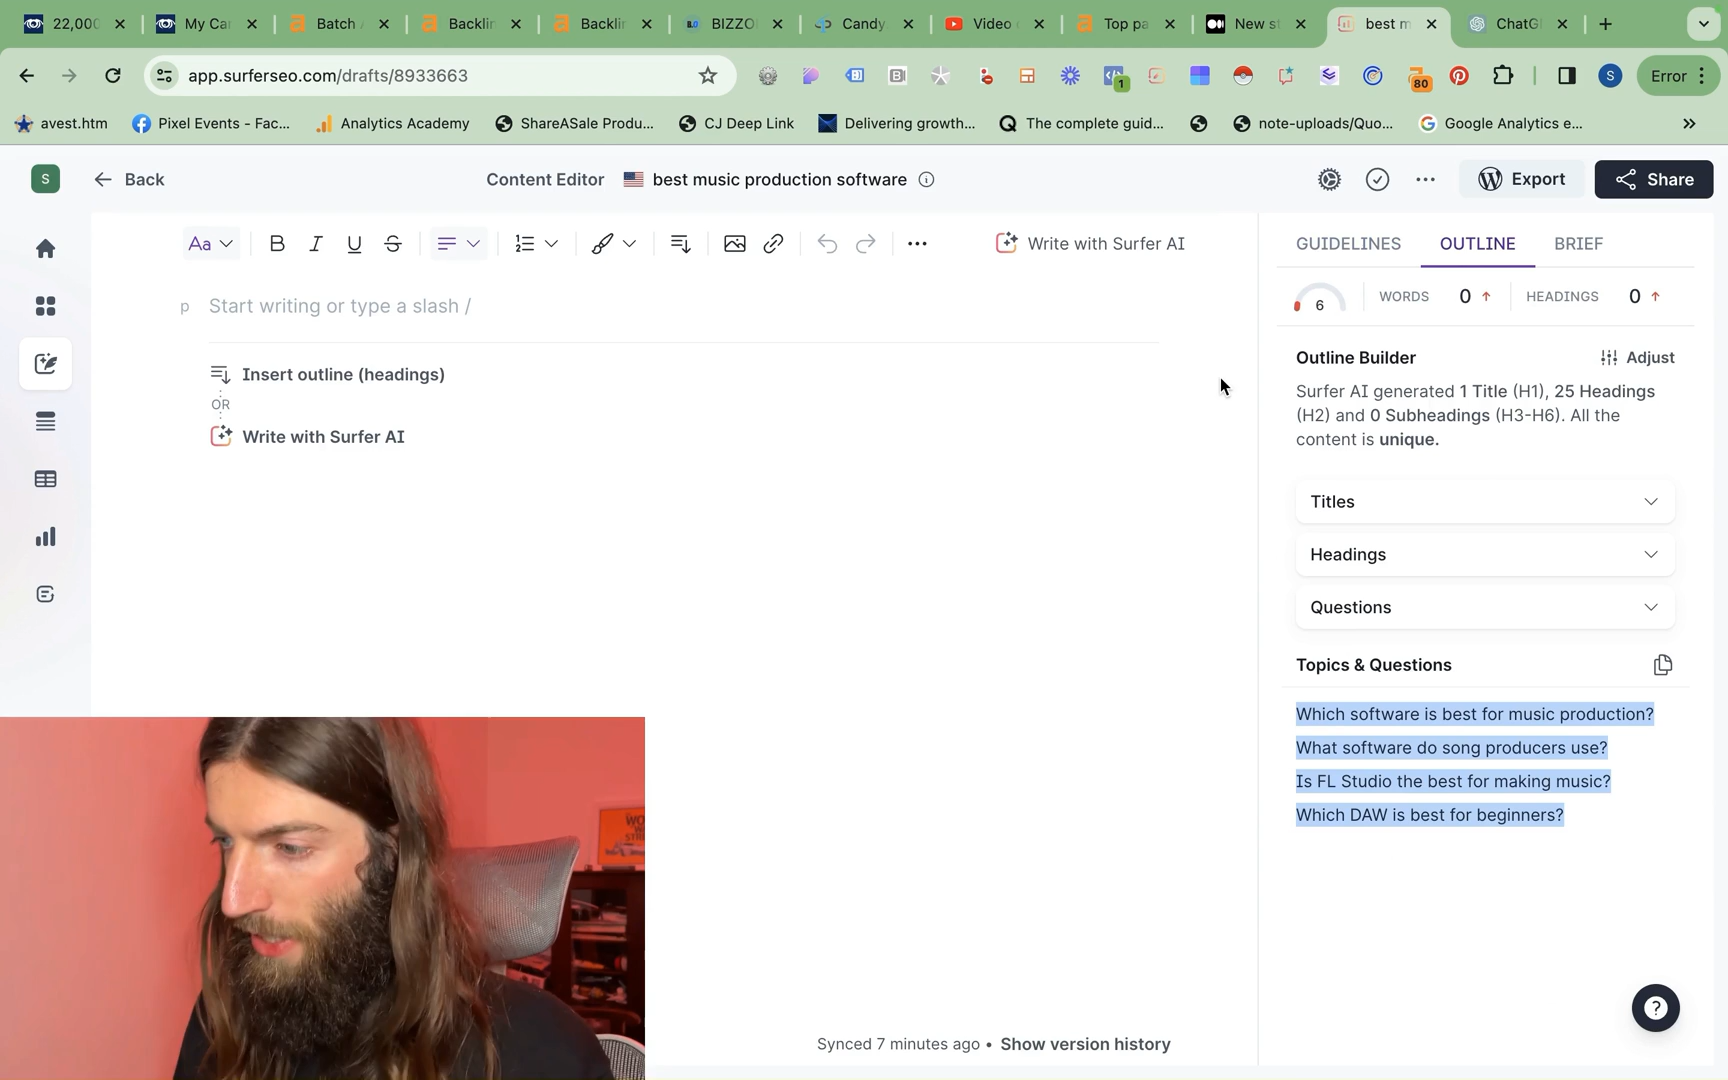 22,000
My Ca
Batch
Backlin
Backlin
BIZZO
Candy
Video
Top pa
New st
best m
ChatG
app.surferseo.com/drafts/8933663
1
80
S
Error
avest.htm
Pixel Events - Fac...
Analytics Academy
ShareASale Produ...
CJ Deep Link
Delivering growth...
The complete guid...
note-uploads/Quo...
Google Analytics e...
S
Back
Content Editor
best music production software
Export
Share
Aa
B I U S
Write with Surfer AI
GUIDELINES
OUTLINE
BRIEF
6
WORDS 0
HEADINGS 0
p Start writing or type a slash /
Insert outline (headings)
OR
Write with Surfer AI
Outline Builder
Adjust
Surfer AI generated 1 Title (H1), 25 Headings
(H2) and 0 Subheadings (H3-H6). All the
content is unique.
Titles
Headings
Questions
Topics & Questions
Which software is best for music production?
What software do song producers use?
Is FL Studio the best for making music?
Which DAW is best for beginners?
Synced 7 minutes ago • Show version history
?